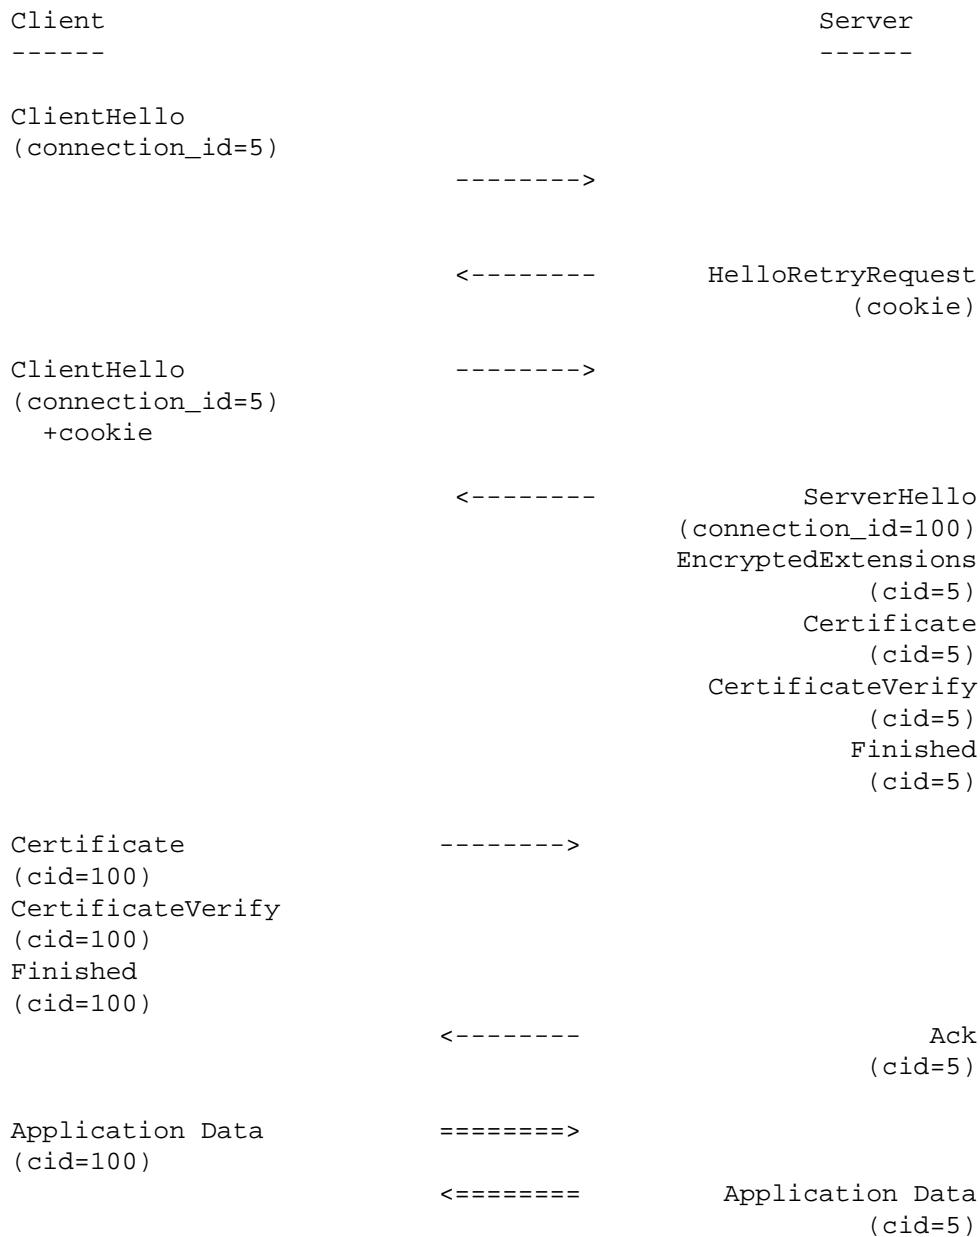 Client                                             Server
------                                             ------
ClientHello
(connection_id=5)
                            -------->
                            <--------       HelloRetryRequest
                                                     (cookie)
ClientHello                 -------->
(connection_id=5)
  +cookie
                            <--------             ServerHello
                                          (connection_id=100)
                                          EncryptedExtensions
                                                      (cid=5)
                                                  Certificate
                                                      (cid=5)
                                            CertificateVerify
                                                      (cid=5)
                                                     Finished
                                                      (cid=5)
Certificate                -------->
(cid=100)
CertificateVerify
(cid=100)
Finished
(cid=100)
                           <--------                      Ack
                                                      (cid=5)
Application Data           ========>
(cid=100)
                           <========         Application Data
                                                      (cid=5)